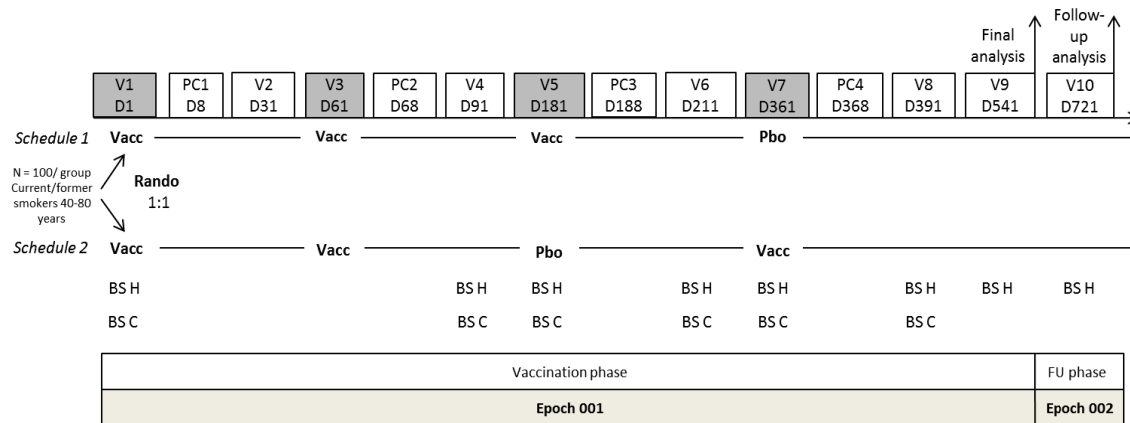 Final
analysis
Follow-
up
analysis
V1 PC1 V2 V3 PC2 V4 V5 PC3 V6 V7 PC4 V8 V9 V10
D1 D8 D31 D61 D68 D91 D181 D188 D211 D361 D368 D391 D541 D721
Schedule 1 Vacc Vacc Vacc Pbo
N = 100/ group
Current/former
smokers 40-80
years
Rando
1:1
Schedule 2 Vacc Vacc Pbo Vacc
BS H BS H BS H BS H BS H BS H BS H BS H
BS C BS C BS C BS C BS C BS C
Vaccination phase FU phase
Epoch 001 Epoch 002